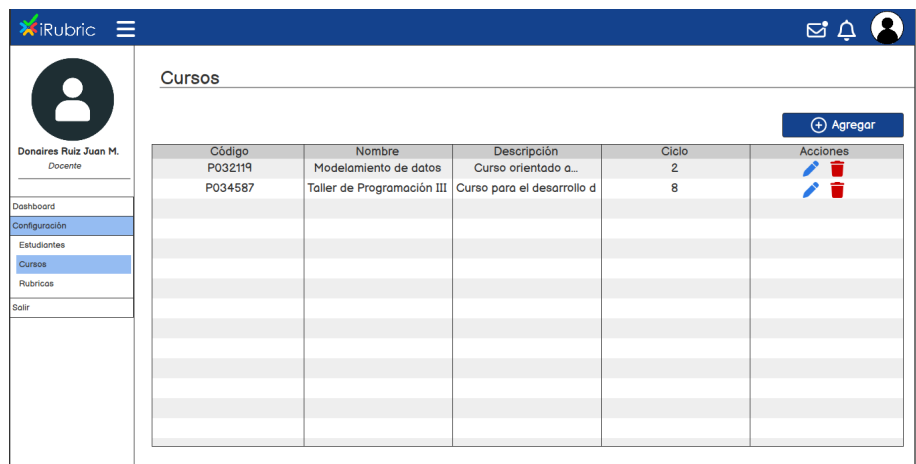 iRubric
Cursos
Agregar
Donaires Ruiz Juan M.
Docente
Dashboard
Configuración
Estudiantes
Cursos
Rubricas
Salir
Código Nombre Descripción Ciclo Acciones
P032119 Modelamiento de datos Curso orientado a... 2
P034587 Taller de Programación III Curso para el desarrollo d 8